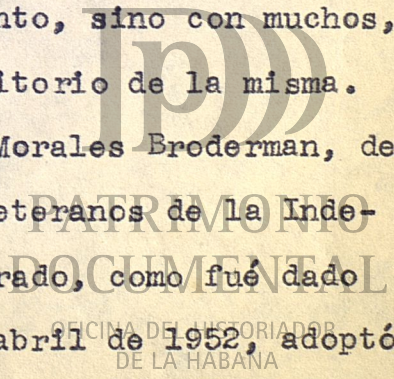 nto, sino con muchos,
itorio de la misma.
Morales Broderman, de
eteranos de la Inde-
PATRIMONIO
rado, como fué dado
DOCUMENTAL
OFICINA DEL HISTORIADOR
abril de 1952, adoptó
DE LA HABANA